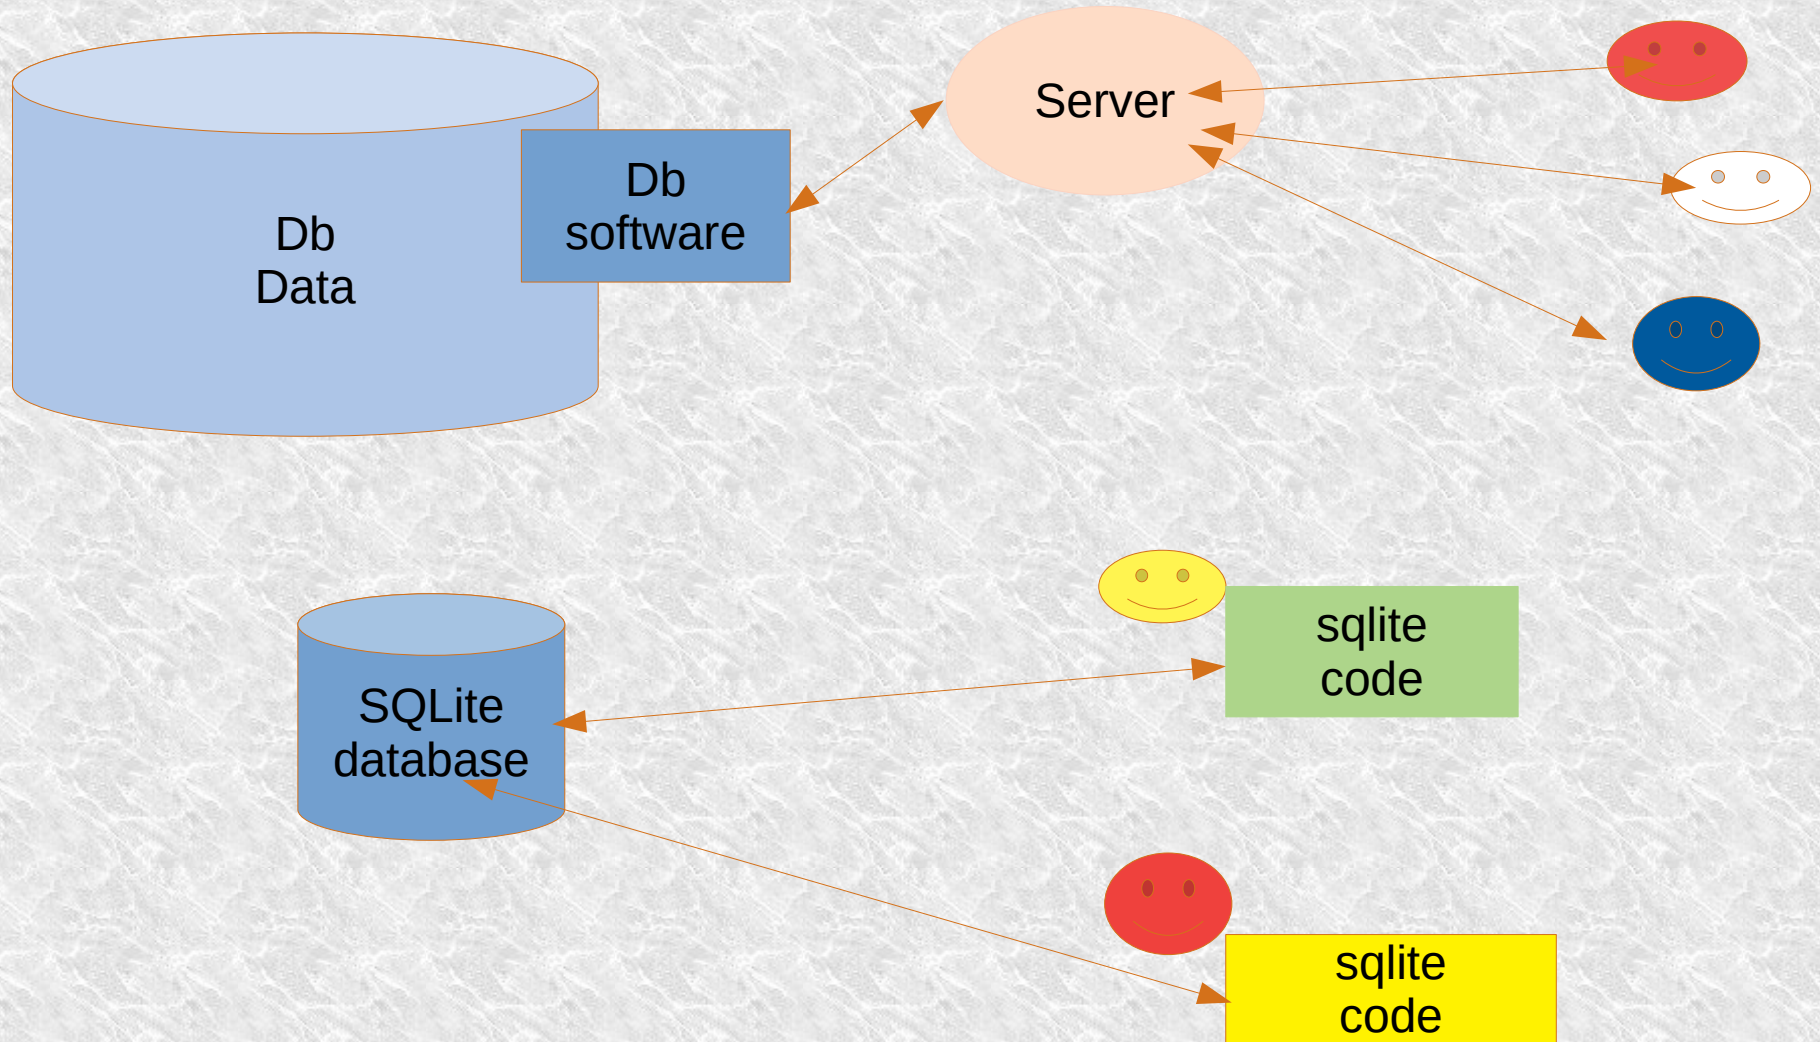 Db
Data
Db
software
Server
SQLite
database
sqlite
code
sqlite
code